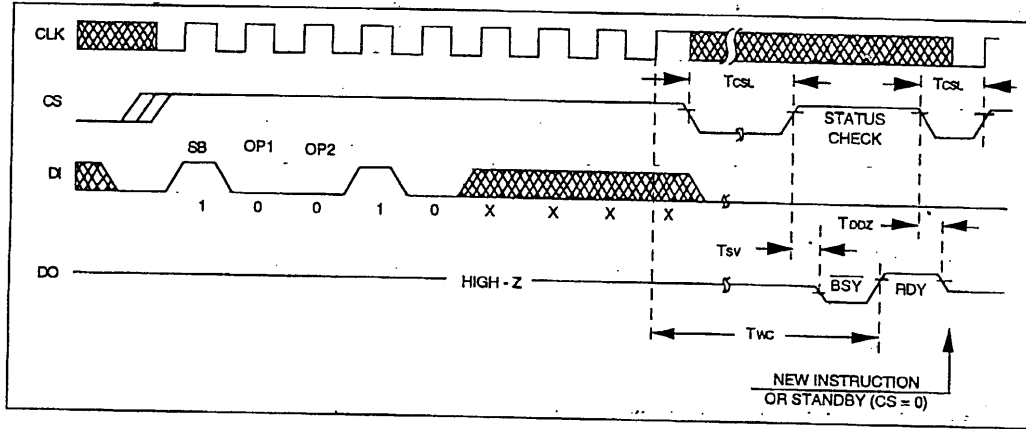 CLK
TCSL
TCSL
CS
STATUS
CHECK
SB OP1 OP2
DI
1 0 0 1 0 X X X X
TDDZ
TSV
DO
HIGH - Z
BSY
RDY
TWC
NEW INSTRUCTION
OR STANDBY (CS = 0)